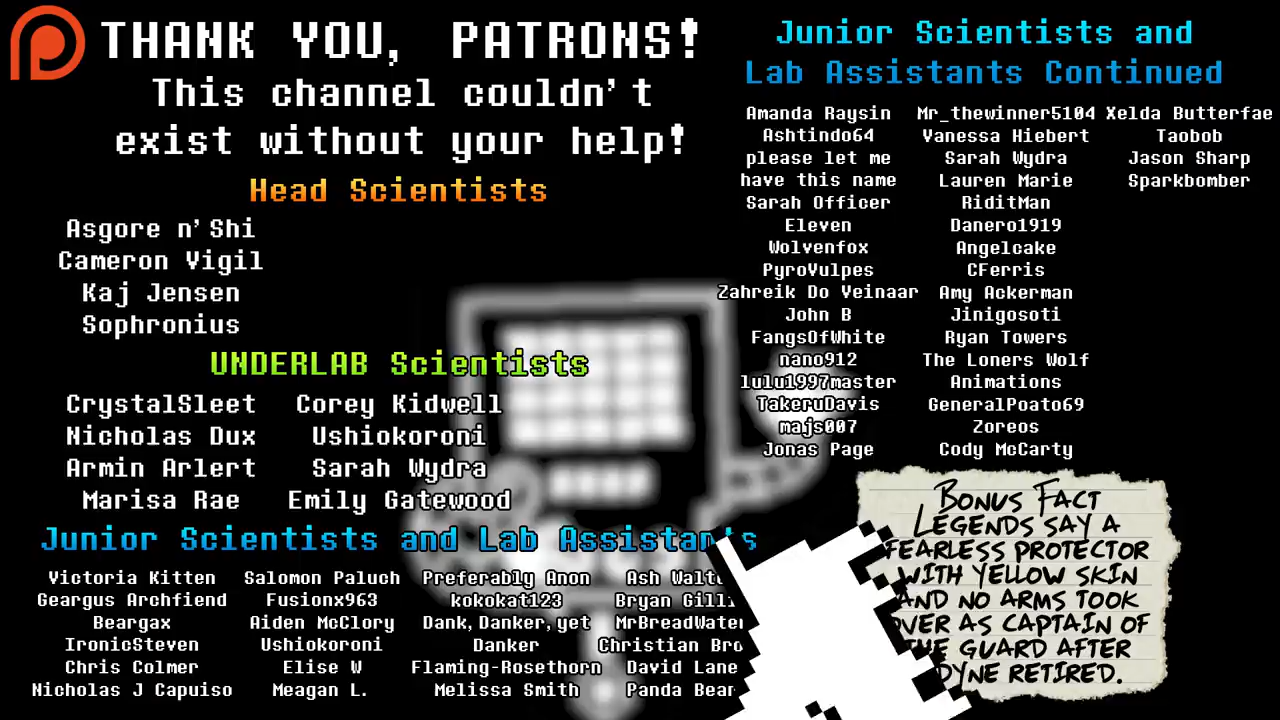 THANK YOU, PATRONS!
This channel couldn't
exist without your help!
Head Scientists
Asgore n'Shi
Cameron Vigil
Kaj Jensen
Sophronius
UNDERLAB Scientists
CrystalSleet Corey Kidwell
Nicholas Dux Ushiokoroni
Armin Arlert Sarah Wydra
Marisa Rae Emily Gatewood
Junior Scientists and Lab Assistants
Victoria Kitten Salomon Paluch Preferably Anon Ash
Geargus Archfiend Fusionx963 kokokat123 Bryan
Beargax Aiden McClory Dank, Danker, yet MrBreadWater
IronicSteven Ushiokoroni Danker Christian
Chris Colmer Elise W Flaming-Rosethorn David Lane
Nicholas J Capuiso Meagan L. Melissa Smith Panda Bear
Junior Scientists and
Lab Assistants Continued
Amanda Raysin Mr_thewinner5104 Xelda Butterfae
Ashtindo64 Vanessa Hiebert Taobob
please let me Sarah Wydra Jason Sharp
have this name Lauren Marie Sparkbomber
Sarah Officer RiditMan
Eleven Danero1919
Wolvenfox Angelcake
PyroVulpes CFerris
Zahreik Do Veinaar Amy Ackerman
John B Jinigosoti
FangsOfWhite Ryan Towers
nano912 The Loners Wolf
lulu1997master Animations
TakeruDavis GeneralPoato69
majs007 Zoreos
Jonas Page Cody McCarty
BONUS FACT
LEGENDS SAY A
FEARLESS PROTECTOR
WITH YELLOW SKIN
AND NO ARMS TOOK
OVER AS CAPTAIN OF
THE GUARD AFTER
DYNE RETIRED.